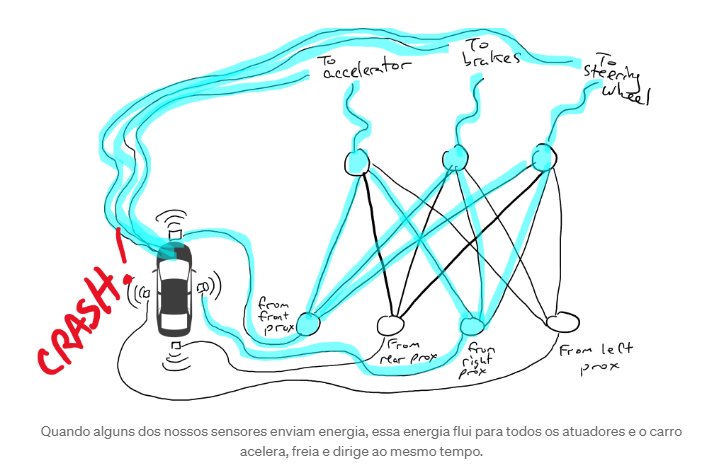 To
accelerator
To
brakes
To
steering
wheel
CRASH!
from
front
prox
From
rear prox
from
right
prox
From left
prox
Quando alguns dos nossos sensores enviam energia, essa energia flui para todos os atuadores e o carro
acelera, freia e dirige ao mesmo tempo.